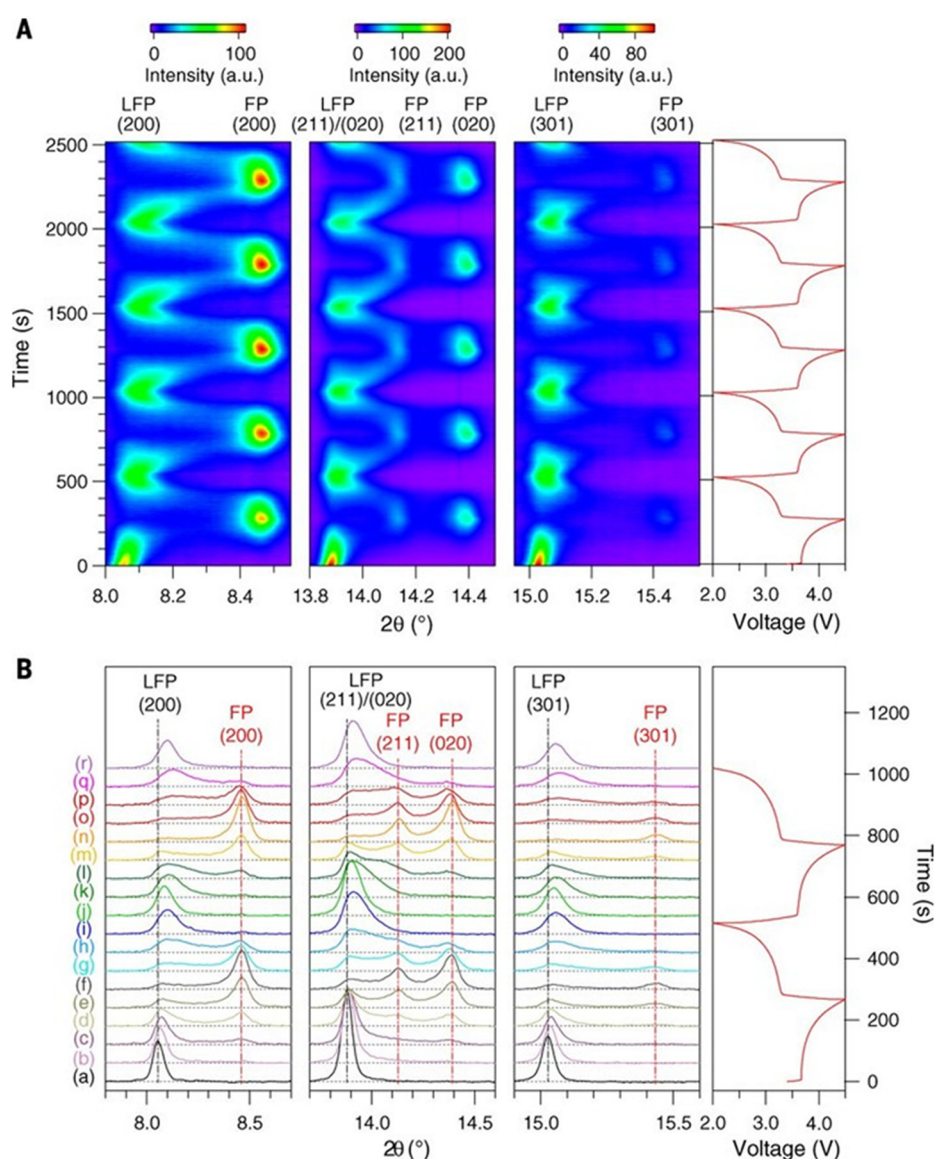 A
0 100
0 100 200
0 40 80
Intensity (a.u.)
Intensity (a.u.)
Intensity (a.u.)
LFP
(200)
FP
(200)
LFP
(211)/(020)
FP
(211)
FP
(020)
LFP
(301)
FP
(301)
Time (s)
2500
2000
1500
1000
500
0
8.0 8.2 8.4
13.8 14.0 14.2 14.4
15.0 15.2 15.4
2.0 3.0 4.0
2θ (°)
Voltage (V)
B
LFP
(200)
FP
(200)
LFP
(211)/(020)
FP
(211)
FP
(020)
LFP
(301)
FP
(301)
(r)
(q)
(p)
(o)
(n)
(m)
(l)
(k)
(j)
(i)
(h)
(g)
(f)
(e)
(d)
(c)
(b)
(a)
1200
1000
800
600
400
200
0
Time (s)
8.0 8.5
14.0 14.5
15.0 15.5
2.0 3.0 4.0
2θ (°)
Voltage (V)